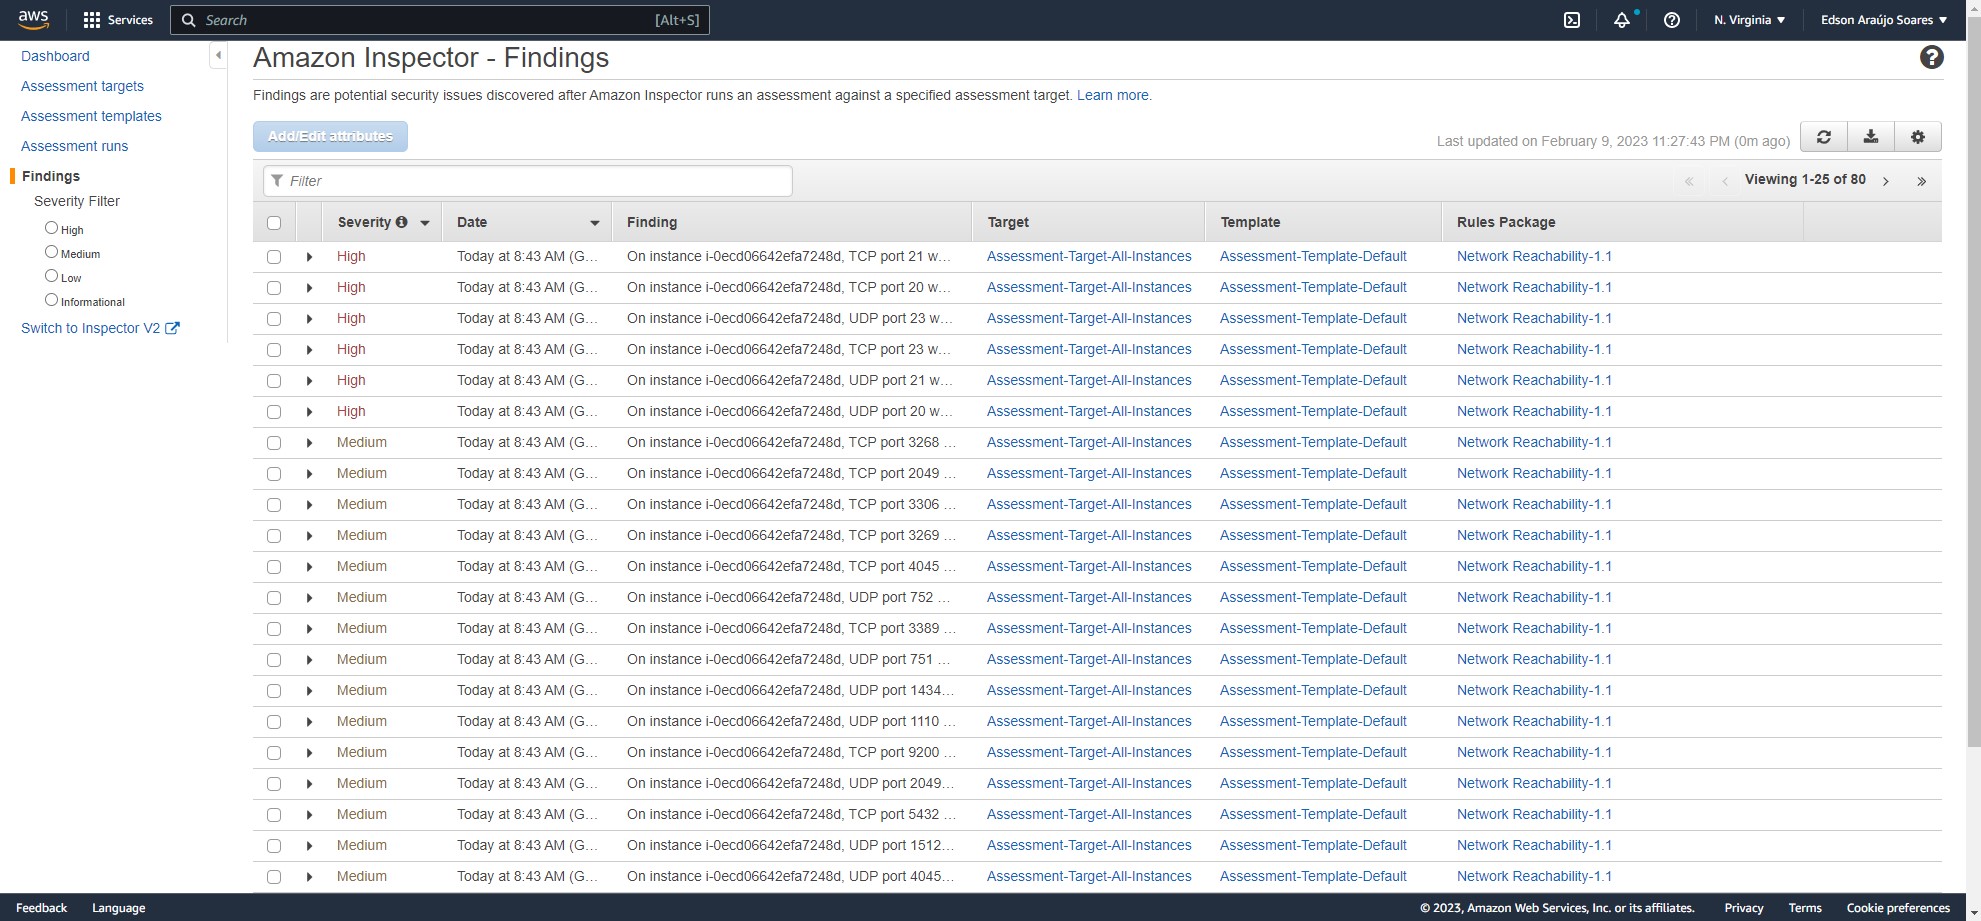 aws Services Search [Alt+S] N. Virginia Edson Araújo Soares
Dashboard
Assessment targets
Assessment templates
Assessment runs
Findings
Severity Filter
High
Medium
Low
Informational
Switch to Inspector V2
Amazon Inspector - Findings
Findings are potential security issues discovered after Amazon Inspector runs an assessment against a specified assessment target. Learn more.
Add/Edit attributes
Last updated on February 9, 2023 11:27:43 PM (0m ago)
Filter
« ‹ Viewing 1-25 of 80 › »
Severity Date Finding Target Template Rules Package
High Today at 8:43 AM (G... On instance i-0ecd06642efa7248d, TCP port 21 w... Assessment-Target-All-Instances Assessment-Template-Default Network Reachability-1.1
High Today at 8:43 AM (G... On instance i-0ecd06642efa7248d, TCP port 20 w... Assessment-Target-All-Instances Assessment-Template-Default Network Reachability-1.1
High Today at 8:43 AM (G... On instance i-0ecd06642efa7248d, UDP port 23 w... Assessment-Target-All-Instances Assessment-Template-Default Network Reachability-1.1
High Today at 8:43 AM (G... On instance i-0ecd06642efa7248d, TCP port 23 w... Assessment-Target-All-Instances Assessment-Template-Default Network Reachability-1.1
High Today at 8:43 AM (G... On instance i-0ecd06642efa7248d, UDP port 21 w... Assessment-Target-All-Instances Assessment-Template-Default Network Reachability-1.1
High Today at 8:43 AM (G... On instance i-0ecd06642efa7248d, UDP port 20 w... Assessment-Target-All-Instances Assessment-Template-Default Network Reachability-1.1
Medium Today at 8:43 AM (G... On instance i-0ecd06642efa7248d, TCP port 3268 ... Assessment-Target-All-Instances Assessment-Template-Default Network Reachability-1.1
Medium Today at 8:43 AM (G... On instance i-0ecd06642efa7248d, TCP port 2049 ... Assessment-Target-All-Instances Assessment-Template-Default Network Reachability-1.1
Medium Today at 8:43 AM (G... On instance i-0ecd06642efa7248d, TCP port 3306 ... Assessment-Target-All-Instances Assessment-Template-Default Network Reachability-1.1
Medium Today at 8:43 AM (G... On instance i-0ecd06642efa7248d, TCP port 3269 ... Assessment-Target-All-Instances Assessment-Template-Default Network Reachability-1.1
Medium Today at 8:43 AM (G... On instance i-0ecd06642efa7248d, TCP port 4045 ... Assessment-Target-All-Instances Assessment-Template-Default Network Reachability-1.1
Medium Today at 8:43 AM (G... On instance i-0ecd06642efa7248d, UDP port 752 ... Assessment-Target-All-Instances Assessment-Template-Default Network Reachability-1.1
Medium Today at 8:43 AM (G... On instance i-0ecd06642efa7248d, TCP port 3389 ... Assessment-Target-All-Instances Assessment-Template-Default Network Reachability-1.1
Medium Today at 8:43 AM (G... On instance i-0ecd06642efa7248d, UDP port 751 ... Assessment-Target-All-Instances Assessment-Template-Default Network Reachability-1.1
Medium Today at 8:43 AM (G... On instance i-0ecd06642efa7248d, UDP port 1434... Assessment-Target-All-Instances Assessment-Template-Default Network Reachability-1.1
Medium Today at 8:43 AM (G... On instance i-0ecd06642efa7248d, UDP port 1110 ... Assessment-Target-All-Instances Assessment-Template-Default Network Reachability-1.1
Medium Today at 8:43 AM (G... On instance i-0ecd06642efa7248d, TCP port 9200 ... Assessment-Target-All-Instances Assessment-Template-Default Network Reachability-1.1
Medium Today at 8:43 AM (G... On instance i-0ecd06642efa7248d, UDP port 2049... Assessment-Target-All-Instances Assessment-Template-Default Network Reachability-1.1
Medium Today at 8:43 AM (G... On instance i-0ecd06642efa7248d, TCP port 5432 ... Assessment-Target-All-Instances Assessment-Template-Default Network Reachability-1.1
Medium Today at 8:43 AM (G... On instance i-0ecd06642efa7248d, UDP port 1512... Assessment-Target-All-Instances Assessment-Template-Default Network Reachability-1.1
Medium Today at 8:43 AM (G... On instance i-0ecd06642efa7248d, UDP port 4045... Assessment-Target-All-Instances Assessment-Template-Default Network Reachability-1.1
Feedback Language © 2023, Amazon Web Services, Inc. or its affiliates. Privacy Terms Cookie preferences